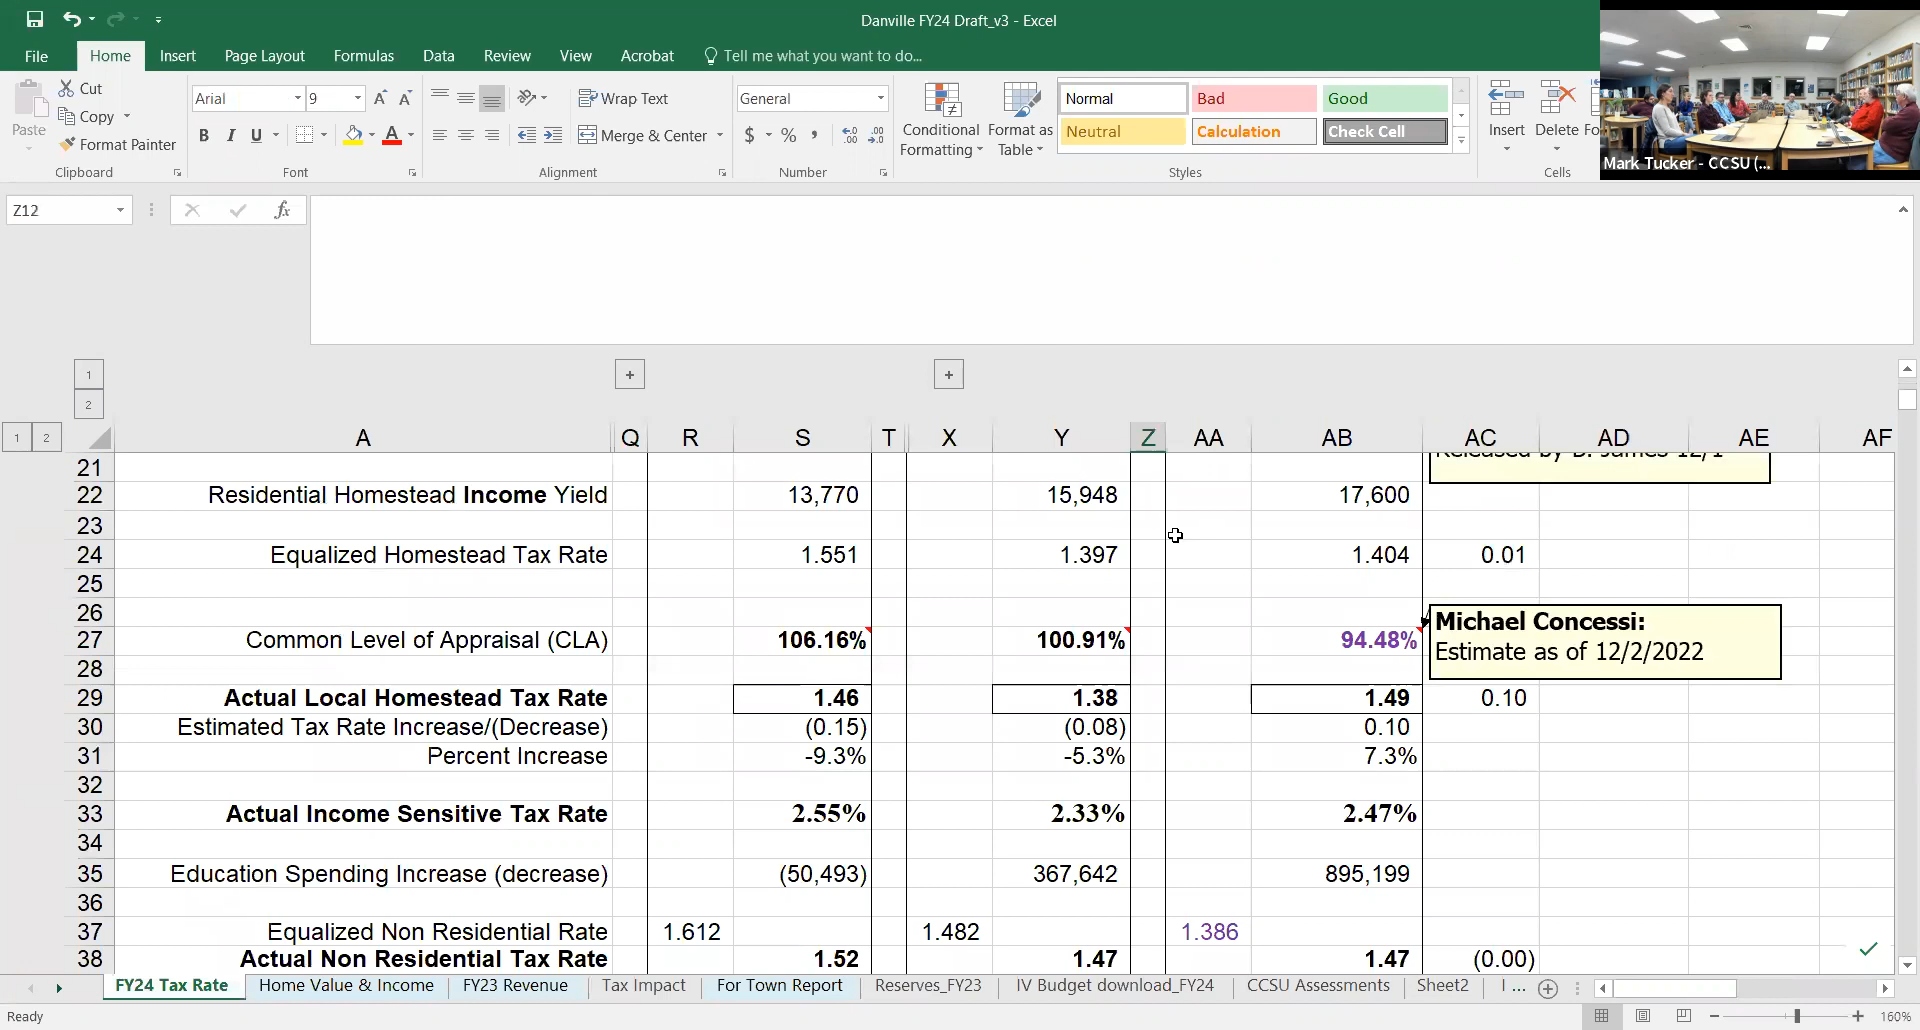 Danville FY24 Draft_v3 - Excel
File Home Insert Page Layout Formulas Data Review View Acrobat Tell me what you want to do...
Paste
Cut
Copy
Format Painter
Clipboard
Arial 9
B I U
Font
Wrap Text
Merge & Center
Alignment
General
$ % ,
Number
Conditional Formatting
Format as Table
Normal Bad Good
Neutral Calculation Check Cell
Styles
Insert Delete
Cells
Mark Tucker - CCSU (...
Z12 fx
1
2
1 2
A Q R S T X Y Z AA AB AC AD AE AF
21
22 Residential Homestead Income Yield 13,770 15,948 17,600
23
24 Equalized Homestead Tax Rate 1.551 1.397 1.404 0.01
25
26
27 Common Level of Appraisal (CLA) 106.16% 100.91% 94.48%
Michael Concessi:
Estimate as of 12/2/2022
28
29 Actual Local Homestead Tax Rate 1.46 1.38 1.49 0.10
30 Estimated Tax Rate Increase/(Decrease) (0.15) (0.08) 0.10
31 Percent Increase -9.3% -5.3% 7.3%
32
33 Actual Income Sensitive Tax Rate 2.55% 2.33% 2.47%
34
35 Education Spending Increase (decrease) (50,493) 367,642 895,199
36
37 Equalized Non Residential Rate 1.612 1.482 1.386
38 Actual Non Residential Tax Rate 1.52 1.47 1.47 (0.00)
FY24 Tax Rate Home Value & Income FY23 Revenue Tax Impact For Town Report Reserves_FY23 IV Budget download_FY24 CCSU Assessments Sheet2 I ...
Ready 160%